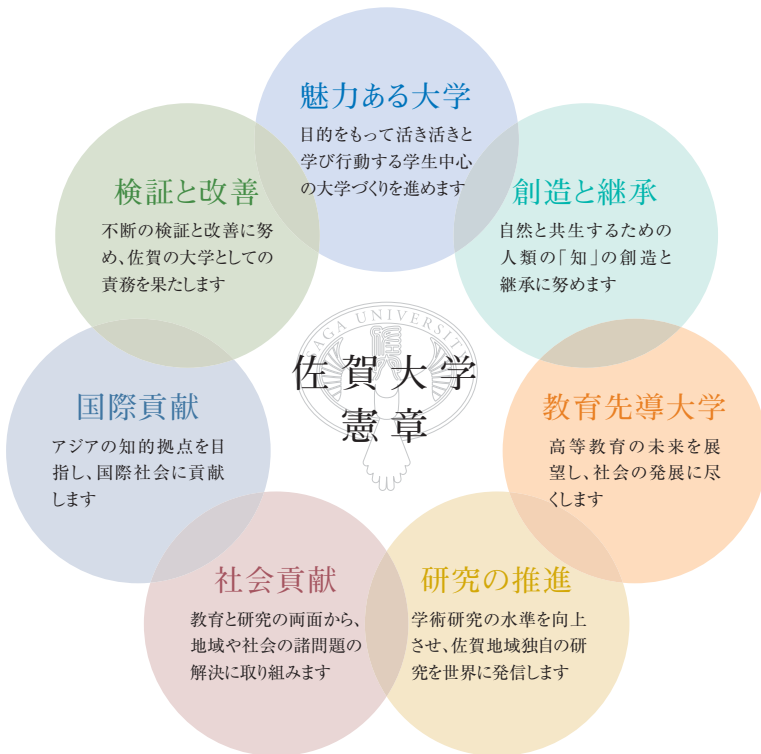 魅力ある大学
目的をもって活き活きと
学び行動する学生中心
の大学づくりを進めます
創造と継承
自然と共生するための
人類の「知」の創造と
継承に努めます
教育先導大学
高等教育の未来を展
望し、社会の発展に尽
くします
研究の推進
学術研究の水準を向上
させ、佐賀地域独自の研
究を世界に発信します
社会貢献
教育と研究の両面から、
地域や社会の諸問題の
解決に取り組みます
国際貢献
アジアの知的拠点を目
指し、国際社会に貢献
します
検証と改善
不断の検証と改善に努
め、佐賀の大学としての
責務を果たします
SAGA UNIVERSITY
佐賀大学
憲章